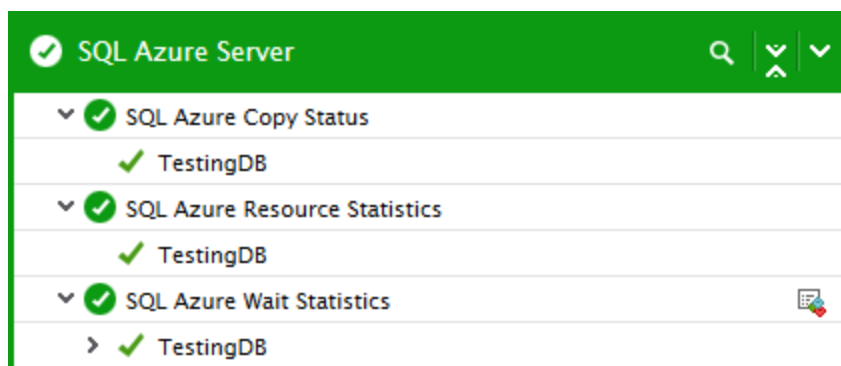 SQL Azure Server
SQL Azure Copy Status
TestingDB
SQL Azure Resource Statistics
TestingDB
SQL Azure Wait Statistics
TestingDB